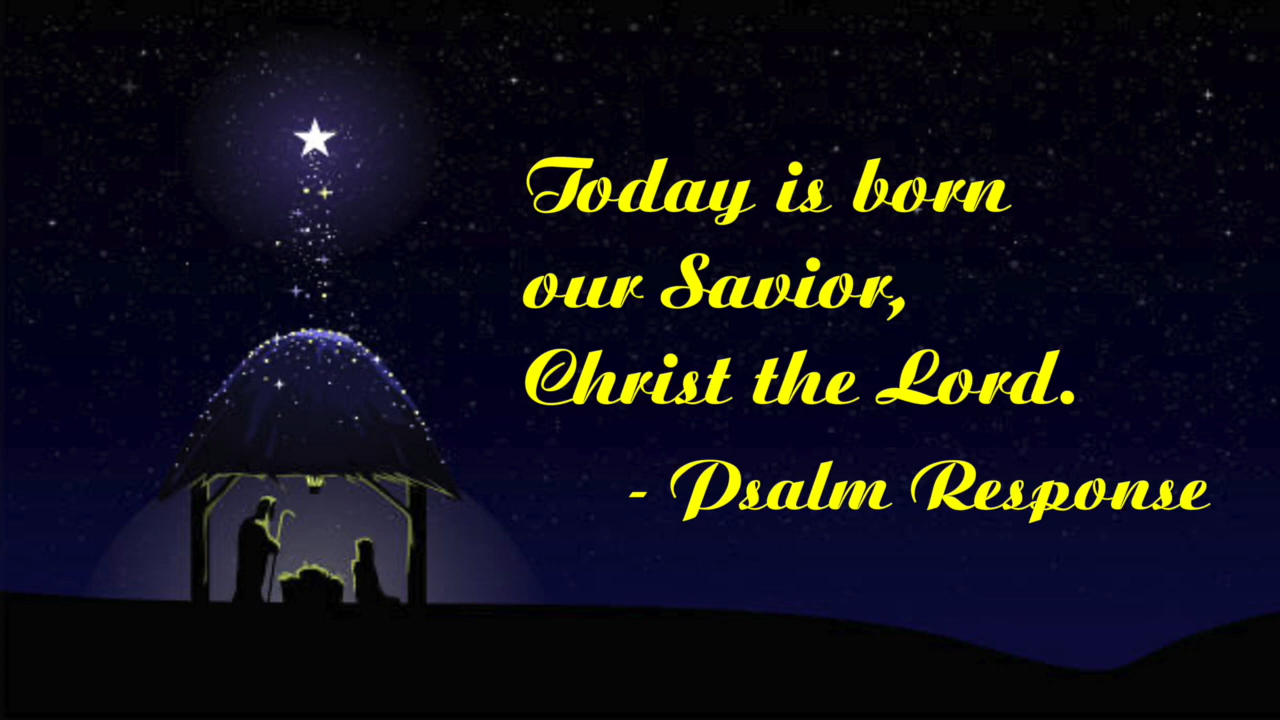 Today is born
our Savior,
Christ the Lord.
- Psalm Response